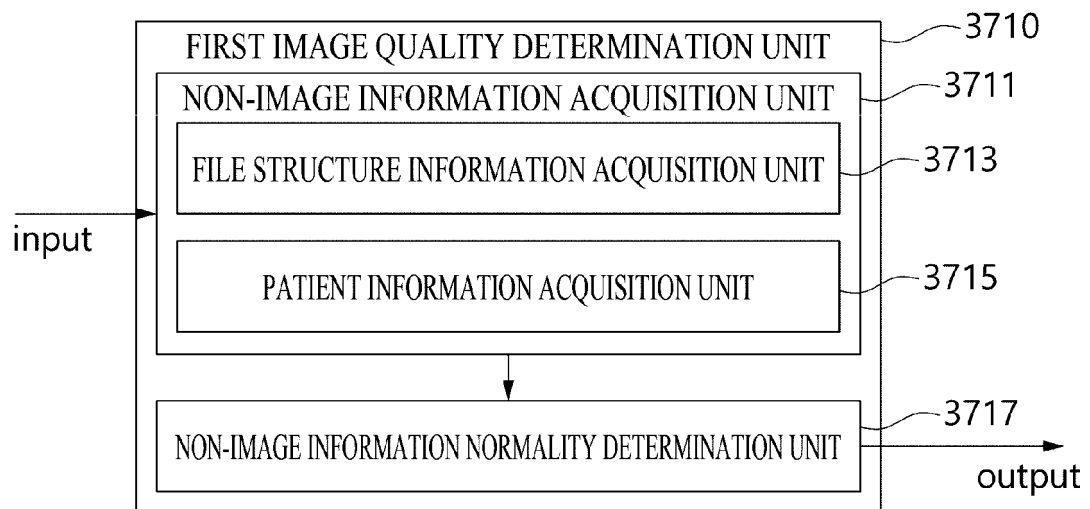 FIRST IMAGE QUALITY DETERMINATION UNIT
3710
NON-IMAGE INFORMATION ACQUISITION UNIT
3711
FILE STRUCTURE INFORMATION ACQUISITION UNIT
3713
input
PATIENT INFORMATION ACQUISITION UNIT
3715
NON-IMAGE INFORMATION NORMALITY DETERMINATION UNIT
3717
output